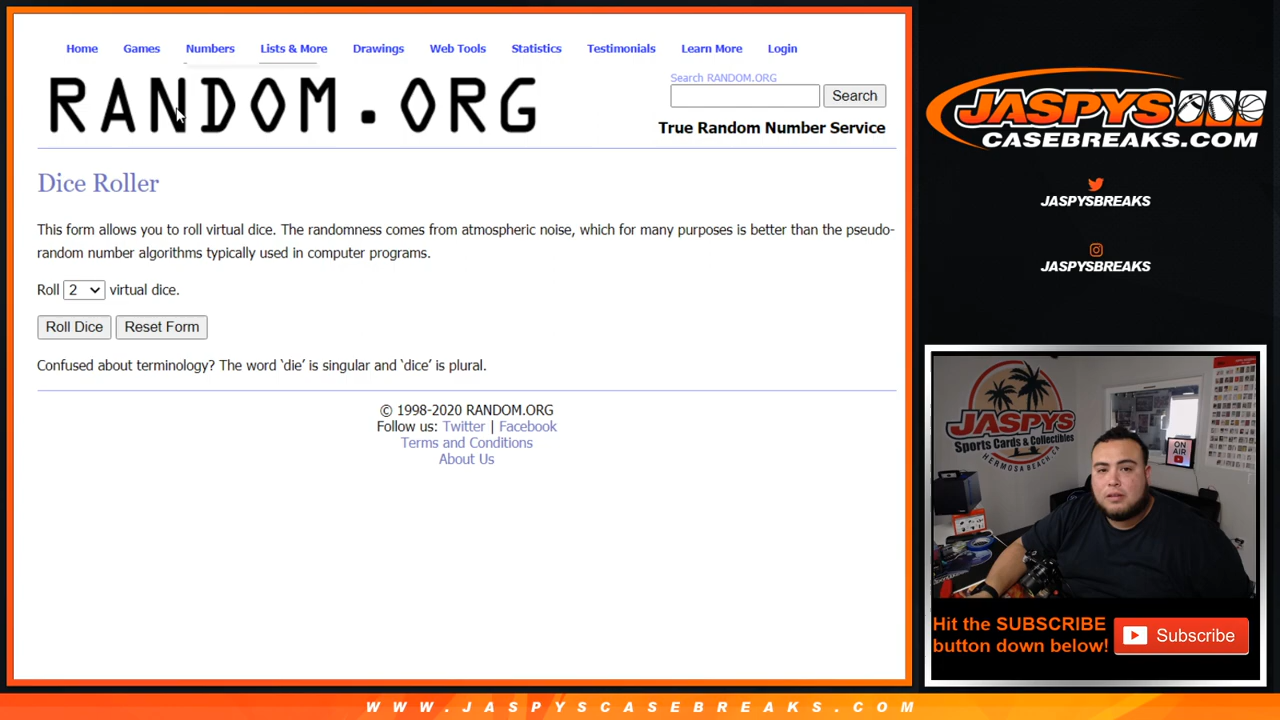 Home Games Numbers Lists & More Drawings Web Tools Statistics Testimonials Learn More Login
RANDOM.ORG
Search RANDOM.ORG
Search
True Random Number Service
Dice Roller
This form allows you to roll virtual dice. The randomness comes from atmospheric noise, which for many purposes is better than the pseudo-
random number algorithms typically used in computer programs.
Roll 2 virtual dice.
Roll Dice Reset Form
Confused about terminology? The word ‘die’ is singular and ‘dice’ is plural.
© 1998-2020 RANDOM.ORG
Follow us: Twitter | Facebook
Terms and Conditions
About Us
JASPYS
CASEBREAKS.COM
JASPYSBREAKS
JASPYSBREAKS
JASPYS
Sports Cards & Collectibles
HERMOSA BEACH, CA
ON
AIR
Hit the SUBSCRIBE
button down below!
Subscribe
WWW.JASPYSCASEBREAKS.COM